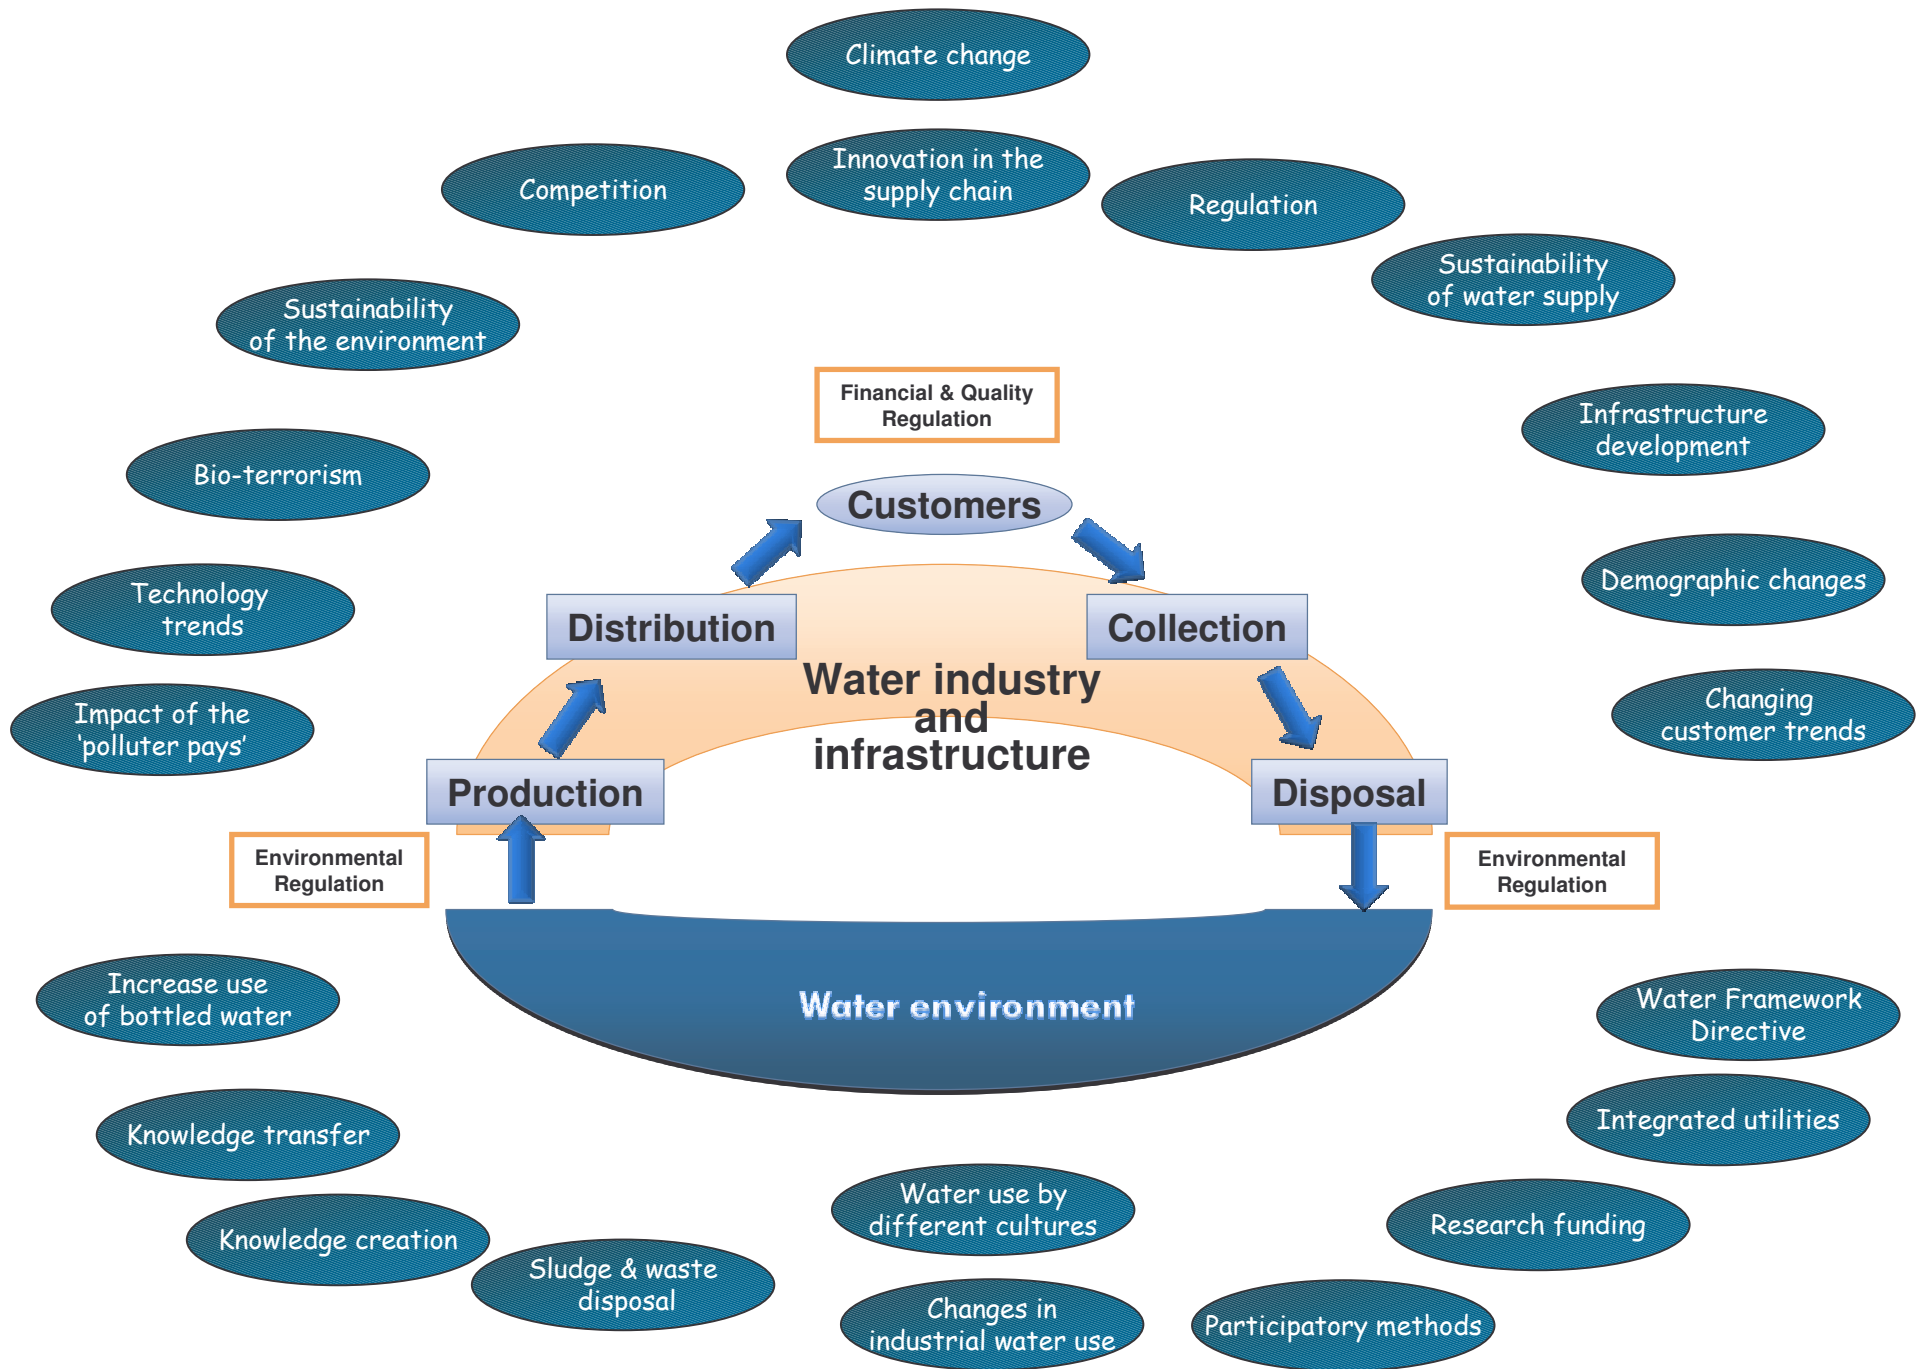 Climate change
Innovation in the
supply chain
Competition
Regulation
Sustainability
of water supply
Sustainability
of the environment
Financial & Quality
Regulation
Infrastructure
development
Bio-terrorism
Customers
Technology
trends
Distribution
Collection
Demographic changes
Water industry
and
infrastructure
Impact of the
‘polluter pays’
Changing
customer trends
Production
Disposal
Environmental
Regulation
Environmental
Regulation
Increase use
of bottled water
Water environment
Water Framework
Directive
Knowledge transfer
Integrated utilities
Water use by
different cultures
Knowledge creation
Research funding
Sludge & waste
disposal
Changes in
industrial water use
Participatory methods